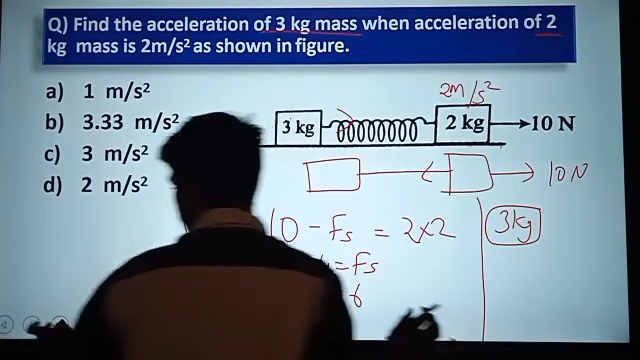 Q) Find the acceleration of 3 kg mass when acceleration of 2
kg mass is 2m/s² as shown in figure.
a) 1 m/s²
b) 3.33 m/s²
c) 3 m/s²
d) 2 m/s²
2m/s²
3 kg
2 kg
10 N
10N
10 - Fs = 2×2
3kg
= Fs
6